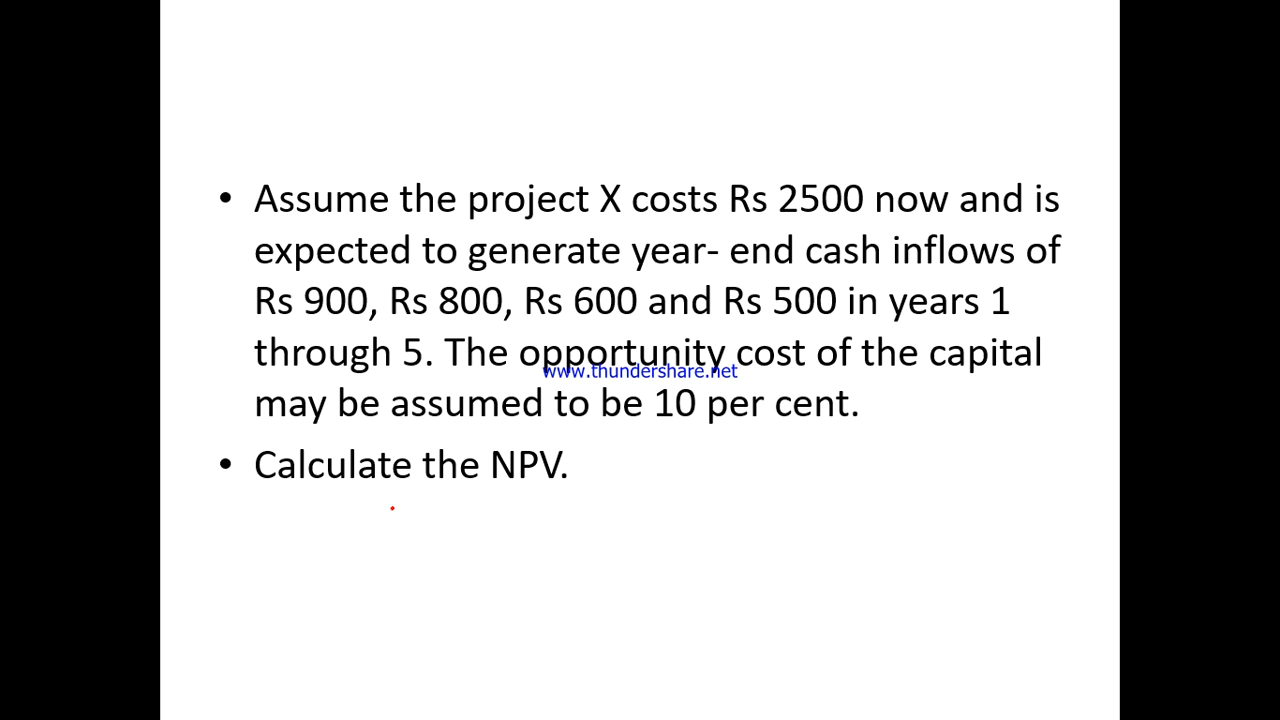 • Assume the project X costs Rs 2500 now and is
expected to generate year- end cash inflows of
Rs 900, Rs 800, Rs 600 and Rs 500 in years 1
through 5. The opportunity cost of the capital
www.thundershare.net
may be assumed to be 10 per cent.
• Calculate the NPV.